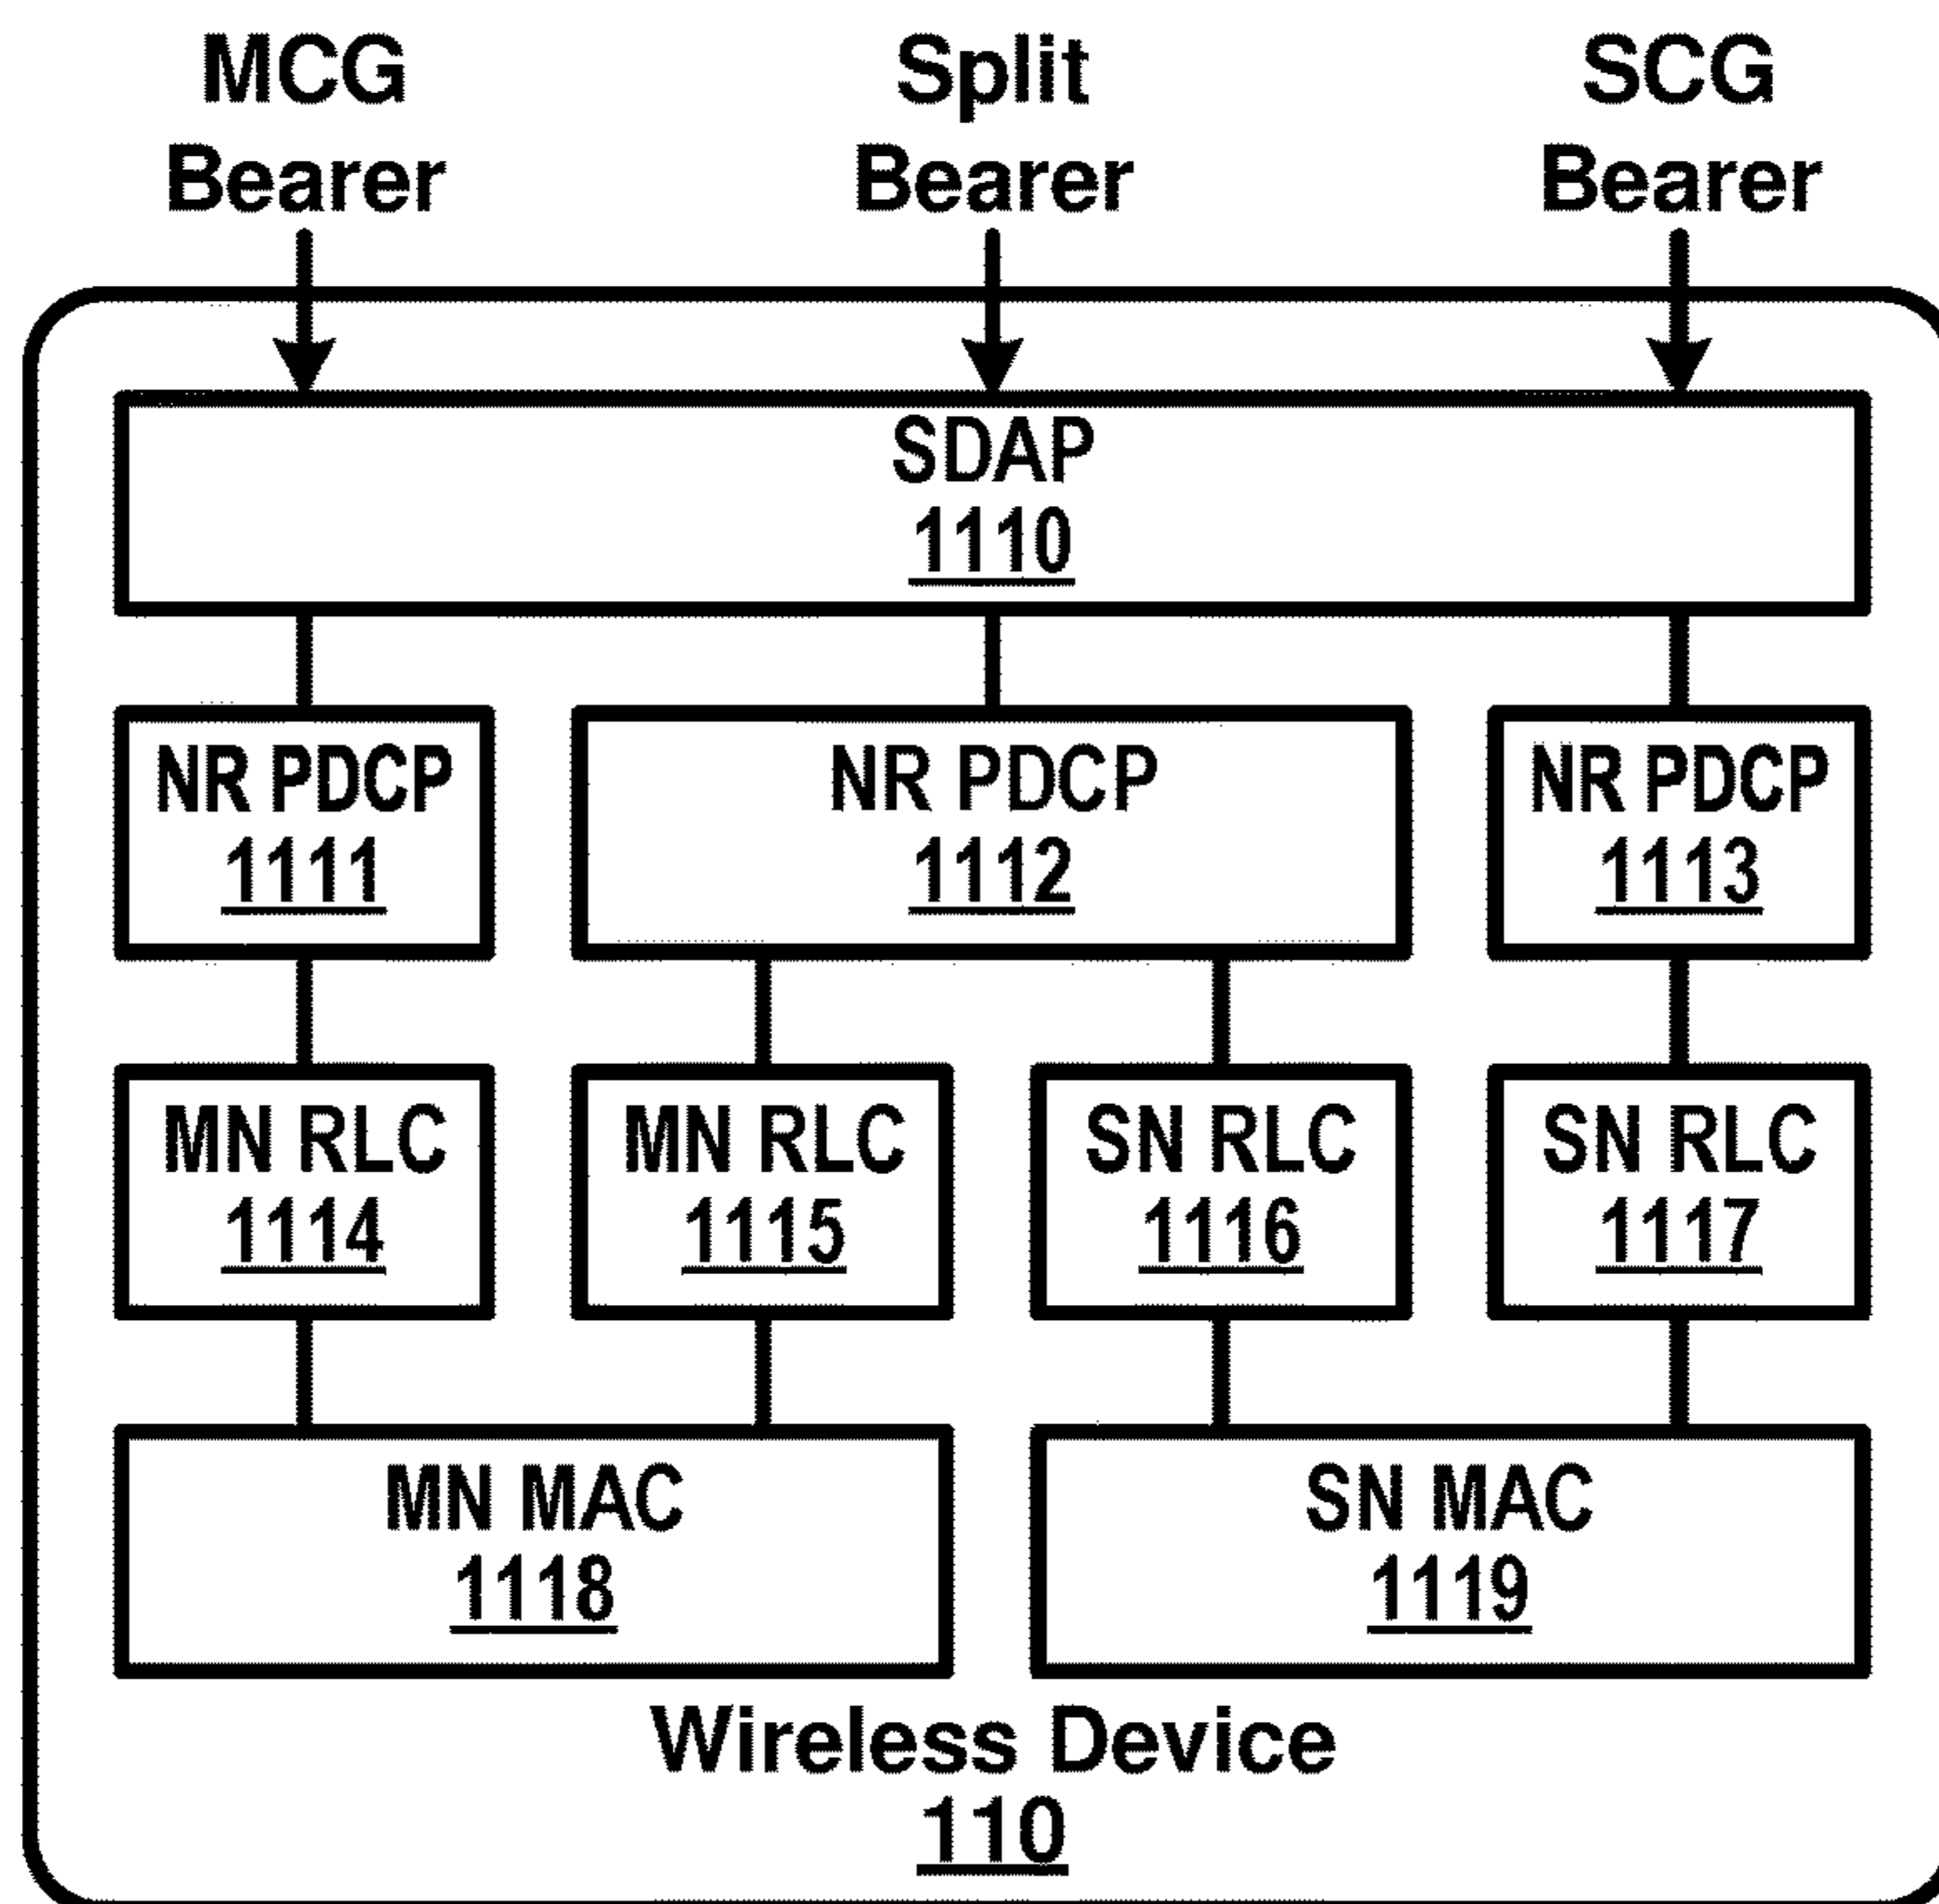 MCG Bearer
Split Bearer
SCG Bearer
SDAP
1110
NR PDCP
1111
NR PDCP
1112
NR PDCP
1113
MN RLC
1114
MN RLC
1115
SN RLC
1116
SN RLC
1117
MN MAC
1118
SN MAC
1119
Wireless Device
110